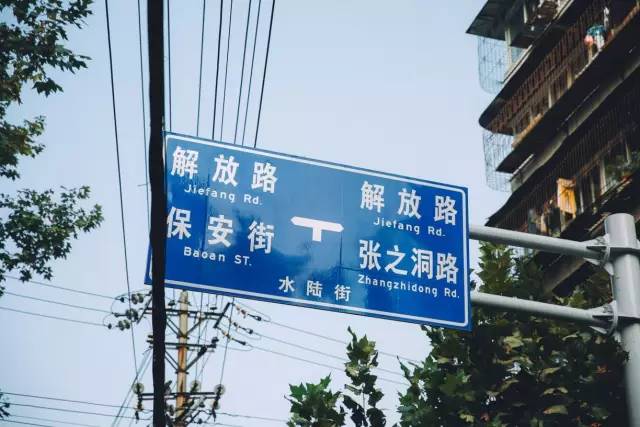 解放路
Jiefang Rd.
保安街
Baoan ST.
解放路
Jiefang Rd.
张之洞路
Zhangzhidong Rd.
水陆街